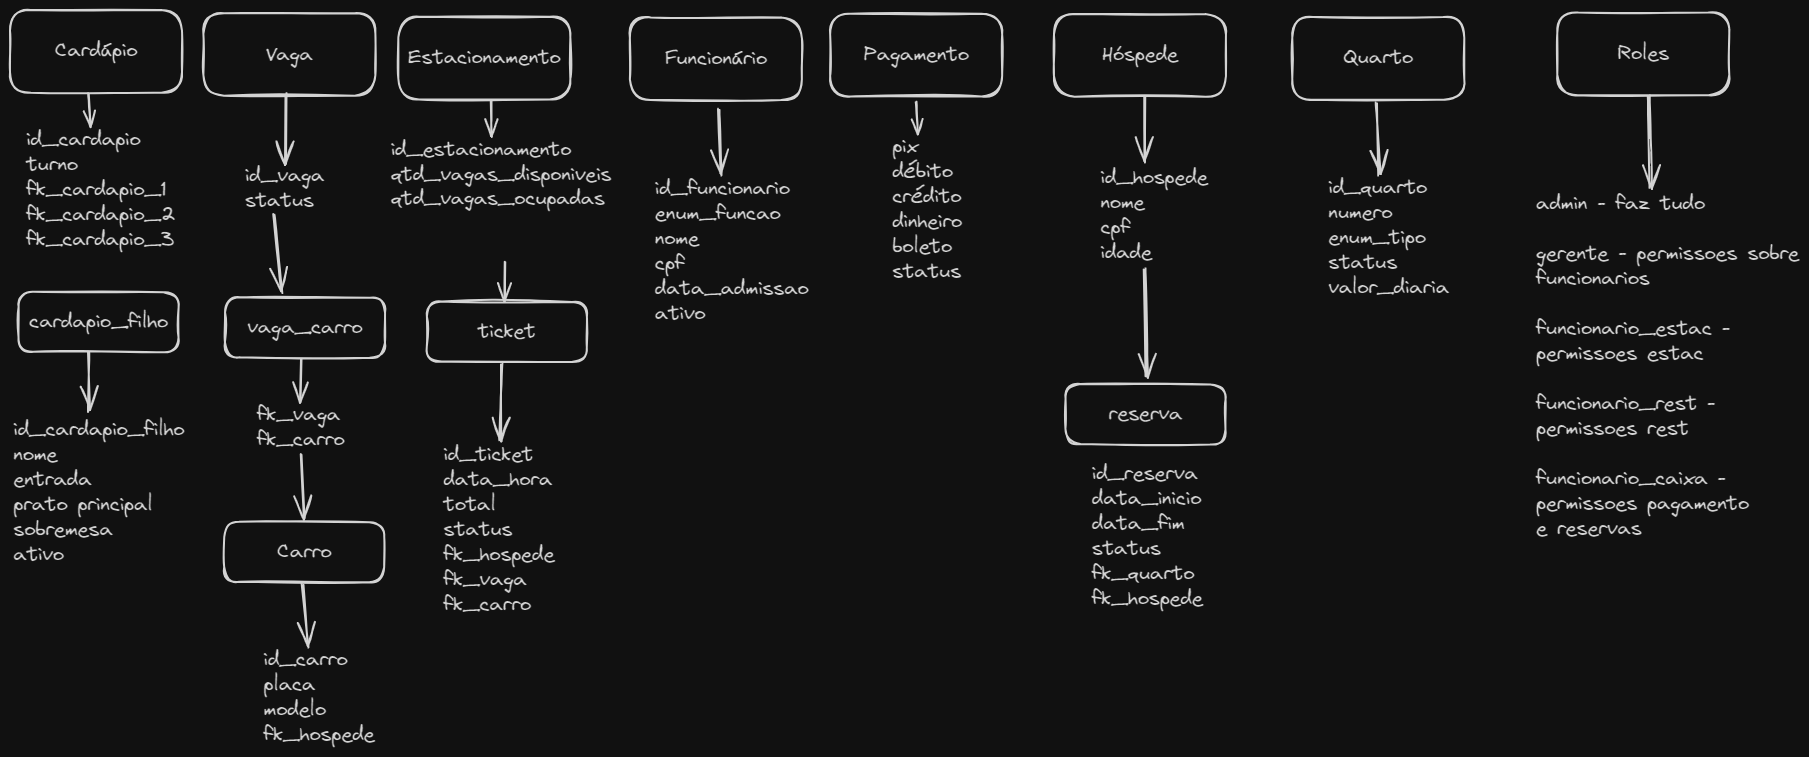 Cardápio
id_cardapio
turno
fk_cardapio_1
fk_cardapio_2
fk_cardapio_3
cardapio_filho
id_cardapio_filho
nome
entrada
prato principal
sobremesa
ativo
Vaga
id_vaga
status
vaga_carro
fk_vaga
fk_carro
Carro
id_carro
placa
modelo
fk_hospede
Estacionamento
id_estacionamento
qtd_vagas_disponiveis
qtd_vagas_ocupadas
ticket
id_ticket
data_hora
total
status
fk_hospede
fk_vaga
fk_carro
Funcionário
id_funcionario
enum_funcao
nome
cpf
data_admissao
ativo
Pagamento
pix
débito
crédito
dinheiro
boleto
status
Hóspede
id_hospede
nome
cpf
idade
reserva
id_reserva
data_inicio
data_fim
status
fk_quarto
fk_hospede
Quarto
id_quarto
numero
enum_tipo
status
valor_diaria
Roles
admin - faz tudo
gerente - permissoes sobre
funcionarios
funcionario_estac -
permissoes estac
funcionario_rest -
permissoes rest
funcionario_caixa -
permissoes pagamento
e reservas